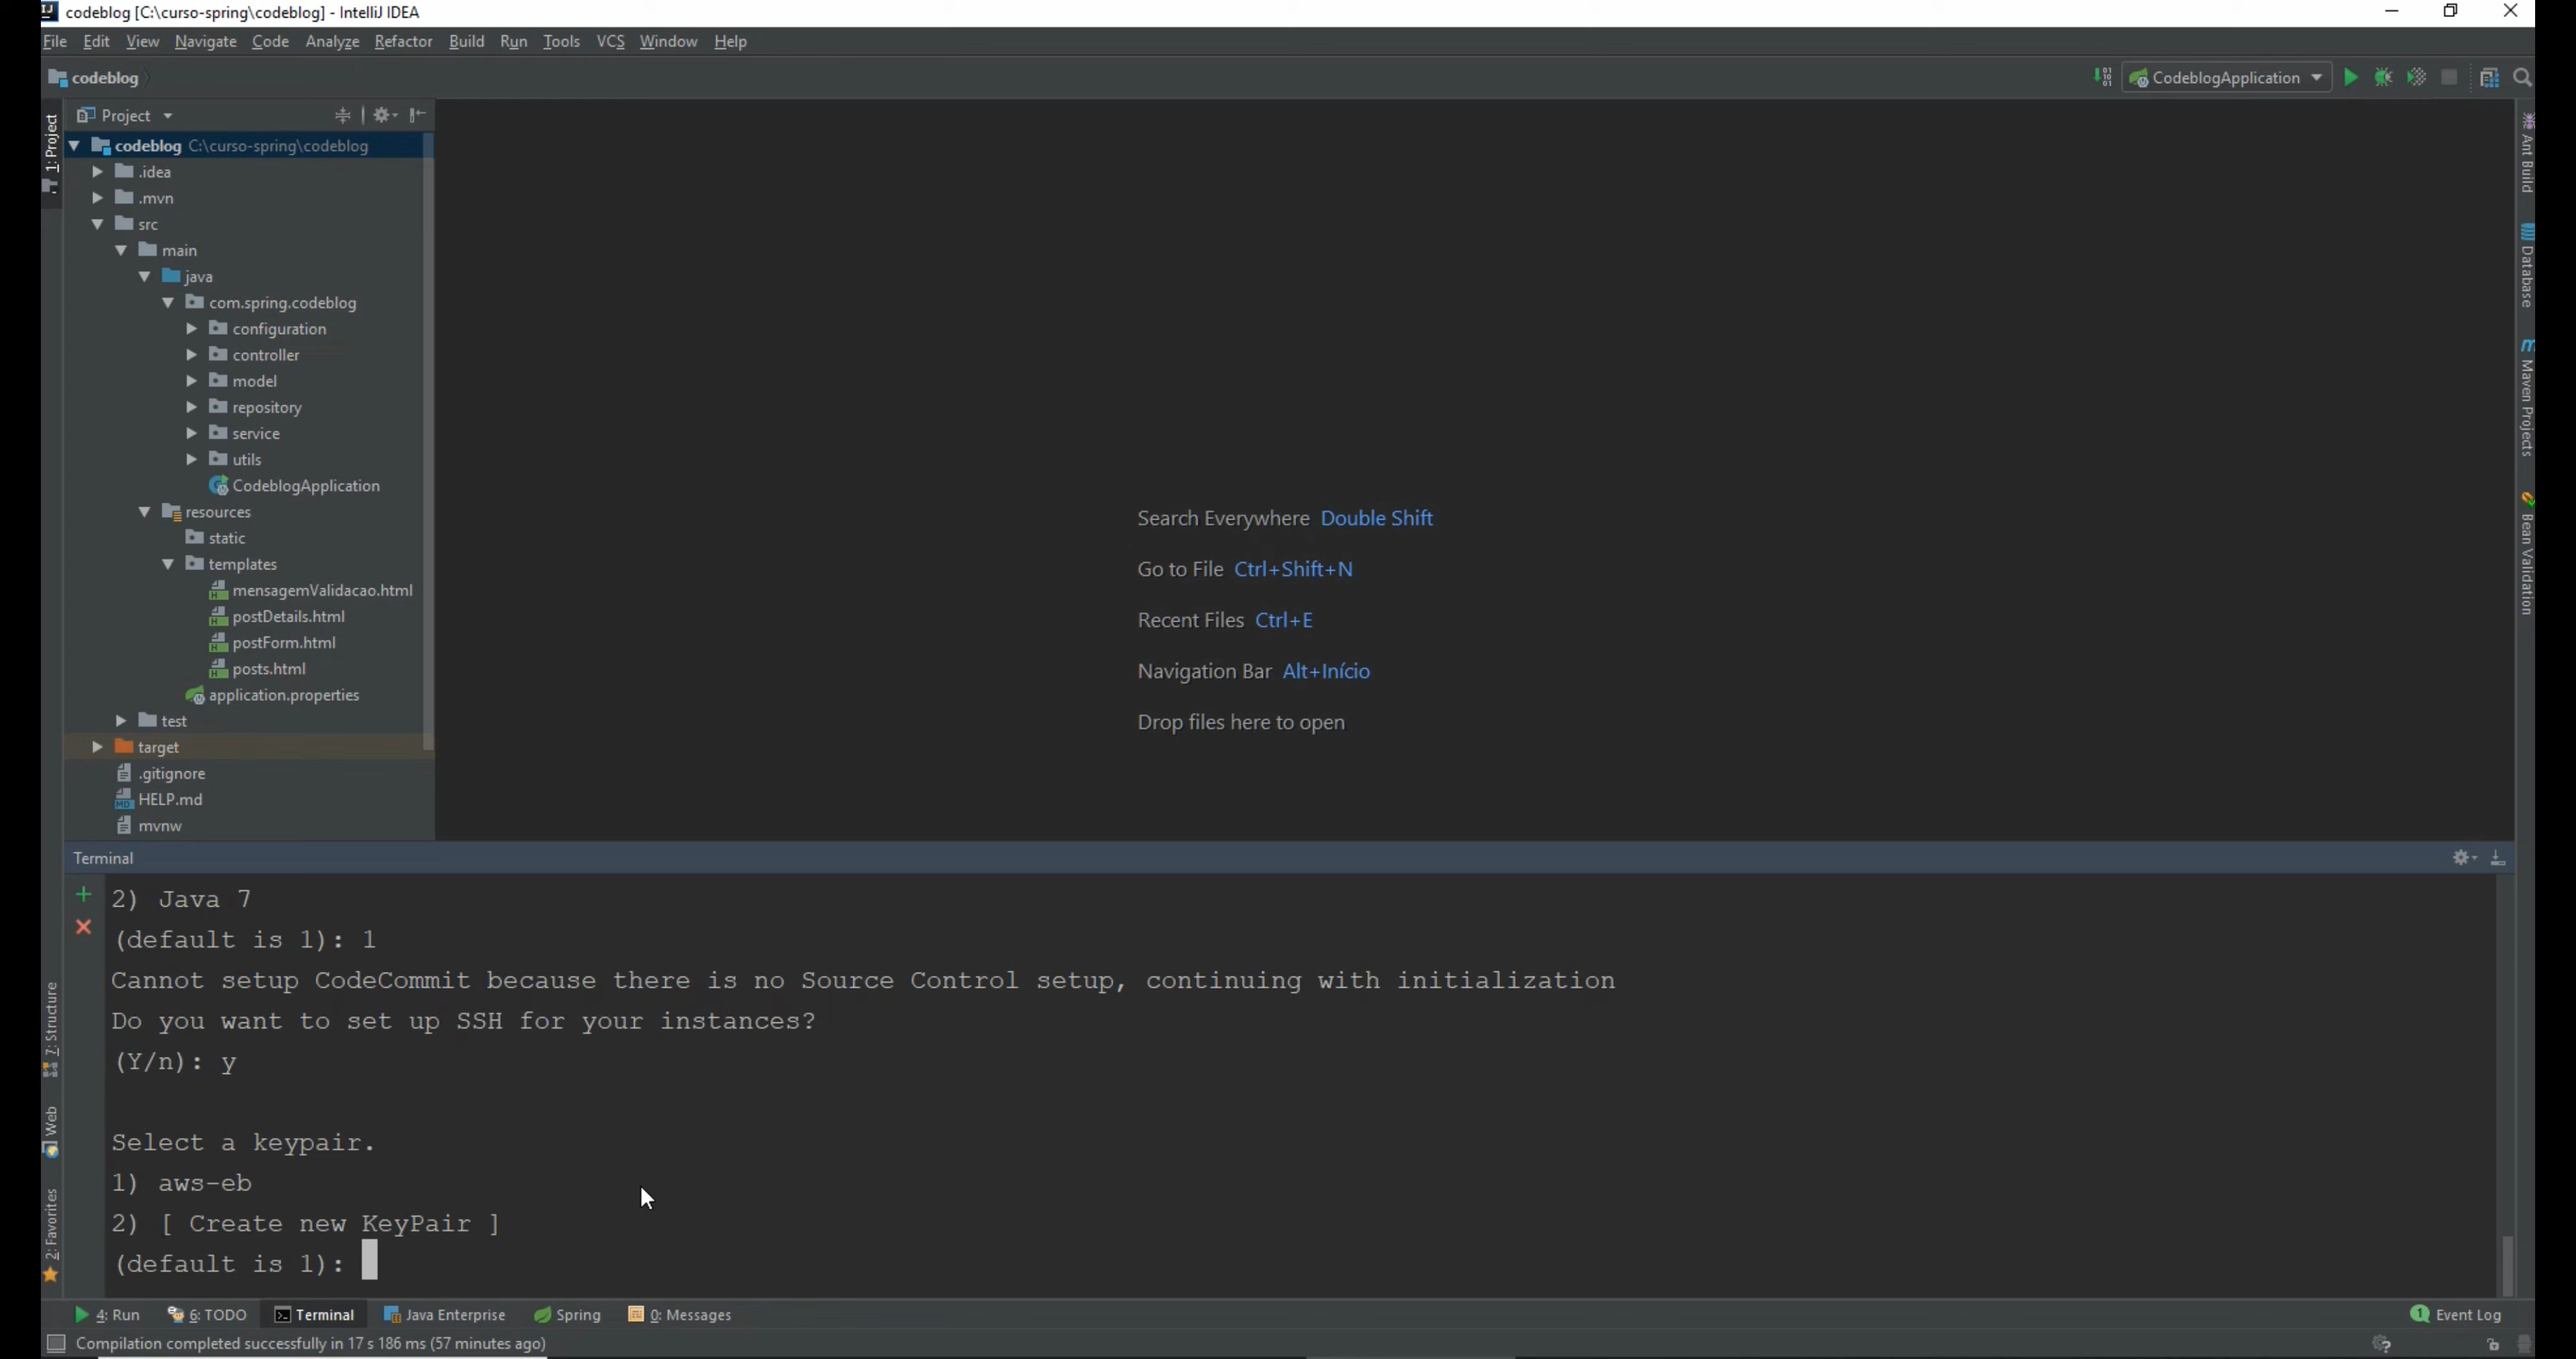 codeblog [C:\curso-spring\codeblog] - IntelliJ IDEA
File Edit View Navigate Code Analyze Refactor Build Run Tools VCS Window Help
codeblog
CodeblogApplication
Project
codeblog C:\curso-spring\codeblog
.idea
.mvn
src
main
java
com.spring.codeblog
configuration
controller
model
repository
service
utils
CodeblogApplication
resources
static
templates
mensagemValidacao.html
postDetails.html
postForm.html
posts.html
application.properties
test
target
.gitignore
HELP.md
mvnw
1: Project
7: Structure
Web
2: Favorites
Search Everywhere Double Shift
Go to File Ctrl+Shift+N
Recent Files Ctrl+E
Navigation Bar Alt+Início
Drop files here to open
Ant Build
Database
Maven Projects
Bean Validation
Terminal
2) Java 7
(default is 1): 1
Cannot setup CodeCommit because there is no Source Control setup, continuing with initialization
Do you want to set up SSH for your instances?
(Y/n): y
Select a keypair.
1) aws-eb
2) [ Create new KeyPair ]
(default is 1):
4: Run 6: TODO Terminal Java Enterprise Spring 0: Messages 1 Event Log
Compilation completed successfully in 17 s 186 ms (57 minutes ago)